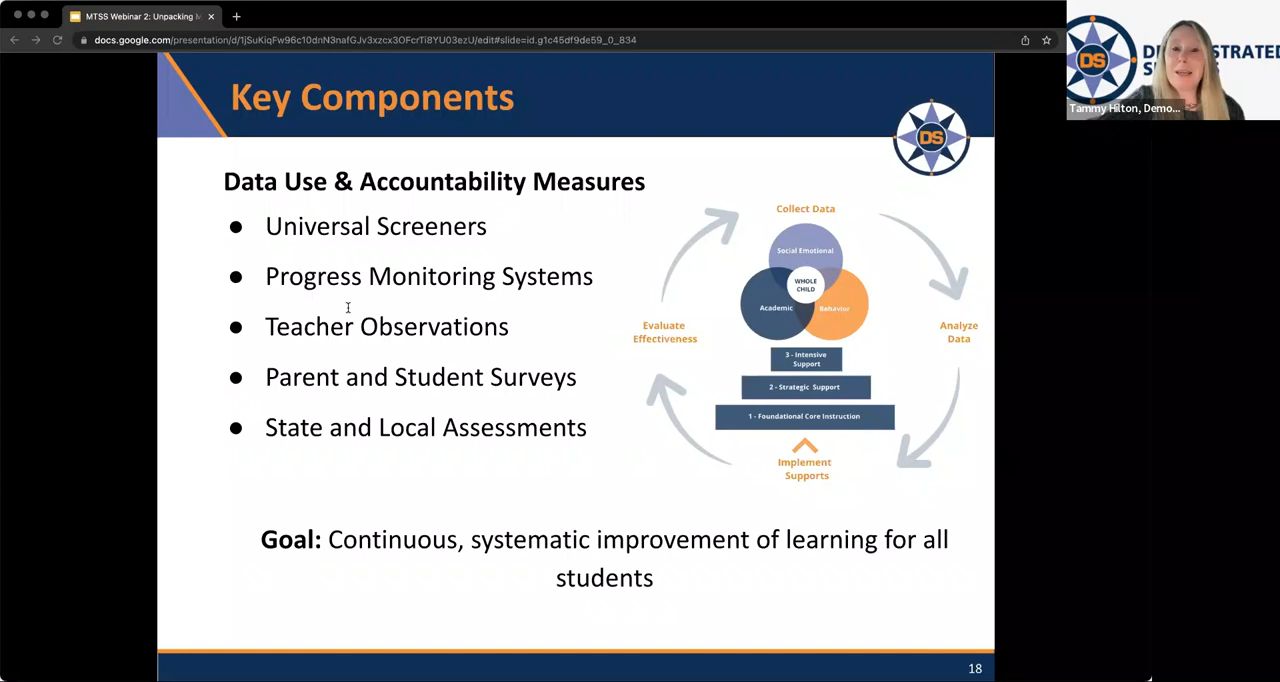 MTSS Webinar 2: Unpacking M
docs.google.com/presentation/d/1jSuKiqFw96c10dnN3nafGJv3xzcx3OFcrTi8YU03ezU/edit#slide=id.g1c45df9de59_0_834
Key Components
DS
Data Use & Accountability Measures
● Universal Screeners
● Progress Monitoring Systems
● Teacher Observations
● Parent and Student Surveys
● State and Local Assessments
Collect Data
Social Emotional
WHOLE
CHILD
Academic
Behavior
Evaluate
Effectiveness
Analyze
Data
3 - Intensive
Support
2 - Strategic Support
1 - Foundational Core Instruction
Implement
Supports
Goal: Continuous, systematic improvement of learning for all
students
18
DS
Tammy Hilton, Demo...